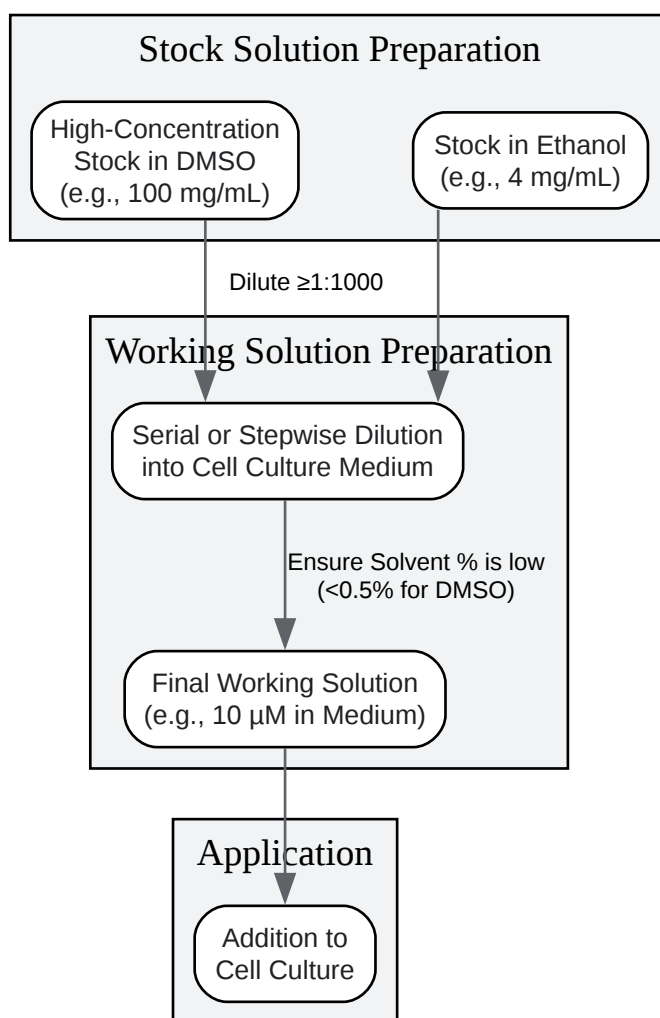 Stock Solution Preparation
High-Concentration
Stock in DMSO
(e.g., 100 mg/mL)
Stock in Ethanol
(e.g., 4 mg/mL)
Dilute ≥1:1000
Working Solution Preparation
Serial or Stepwise Dilution
into Cell Culture Medium
Ensure Solvent % is low
(<0.5% for DMSO)
Final Working Solution
(e.g., 10 µM in Medium)
Application
Addition to
Cell Culture